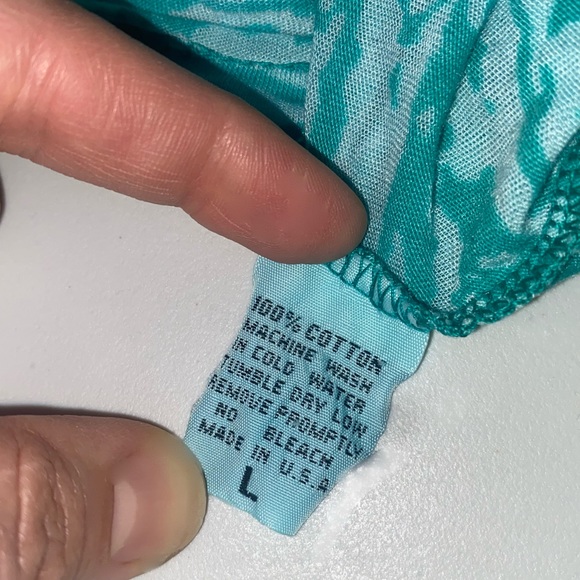 100% COTTON
MACHINE WASH
IN COLD WATER
TUMBLE DRY LOW
REMOVE PROMPTLY
NO BLEACH
MADE IN U.S.A
L